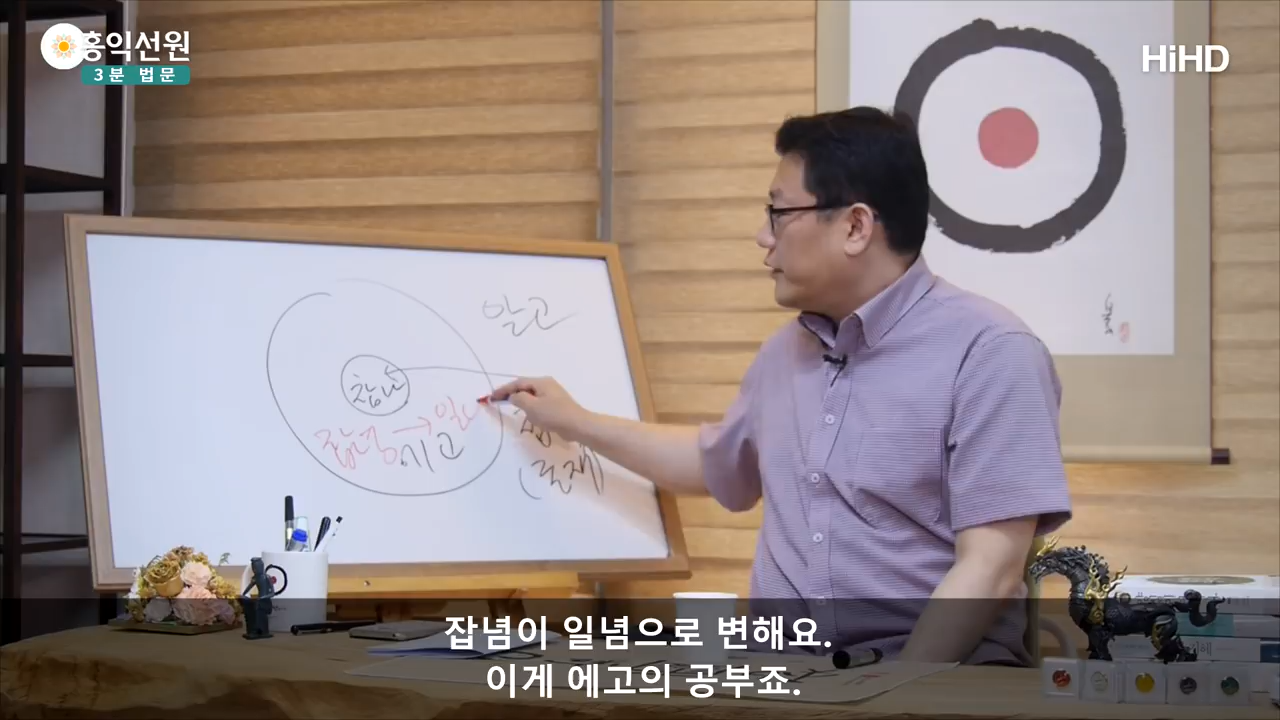 홍익선원
3분 법문
HiHD
알고
참나
잡념→일
에고
(존재)
잡념이 일념으로 변해요.
이게 에고의 공부죠.